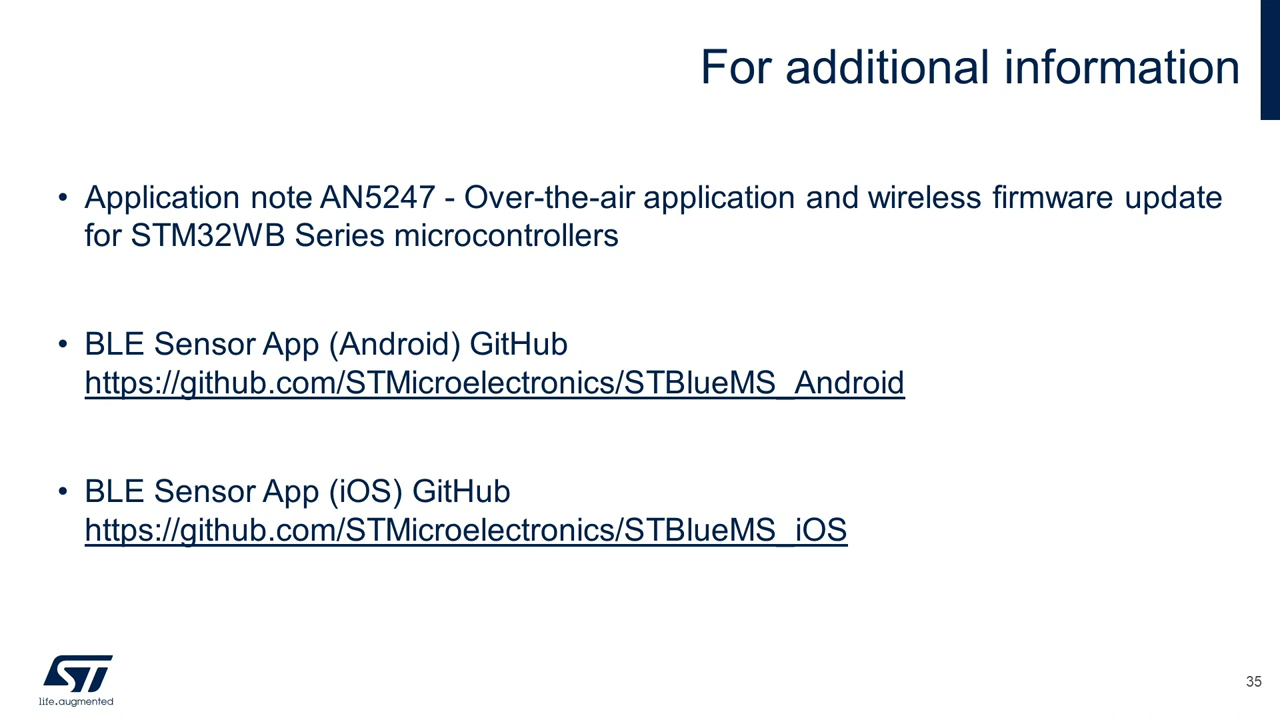 For additional information
• Application note AN5247 - Over-the-air application and wireless firmware update
for STM32WB Series microcontrollers
• BLE Sensor App (Android) GitHub
https://github.com/STMicroelectronics/STBlueMS_Android
• BLE Sensor App (iOS) GitHub
https://github.com/STMicroelectronics/STBlueMS_iOS
ST
life.augmented
35